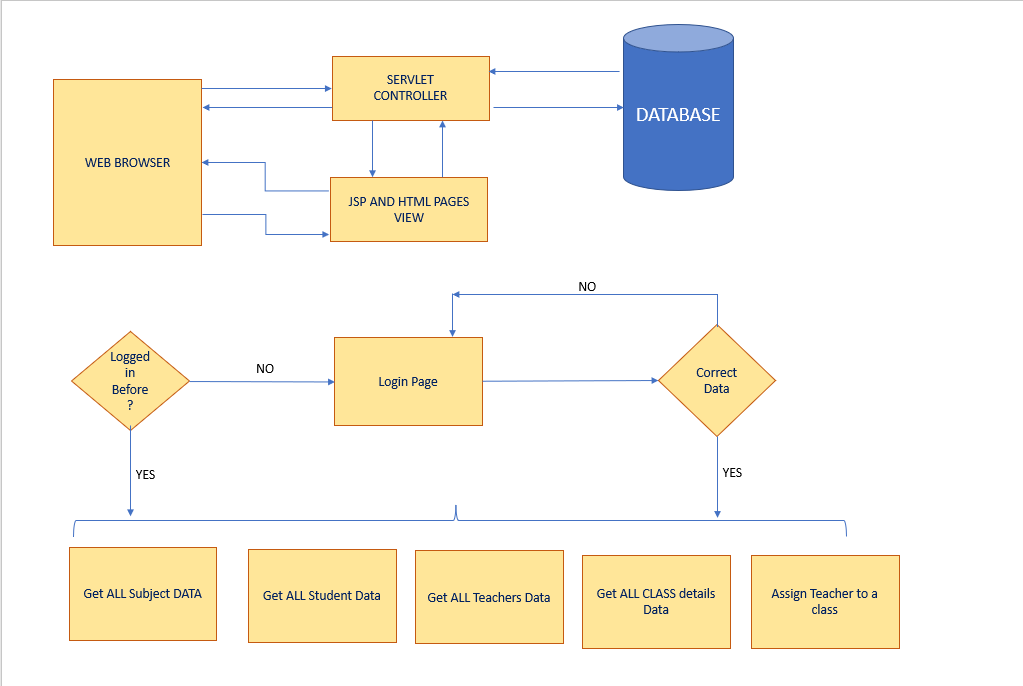 SERVLET
CONTROLLER
DATABASE
WEB BROWSER
JSP AND HTML PAGES
VIEW
NO
Logged
in
Before
?
NO
Login Page
Correct
Data
YES
YES
Get ALL Subject DATA
Get ALL Student Data
Get ALL Teachers Data
Get ALL CLASS details
Data
Assign Teacher to a
class